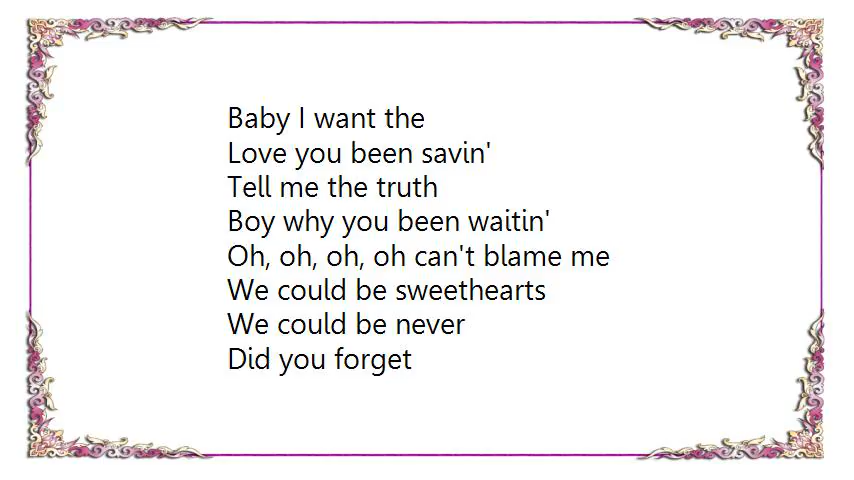 Baby I want the
Love you been savin'
Tell me the truth
Boy why you been waitin'
Oh, oh, oh, oh can't blame me
We could be sweethearts
We could be never
Did you forget